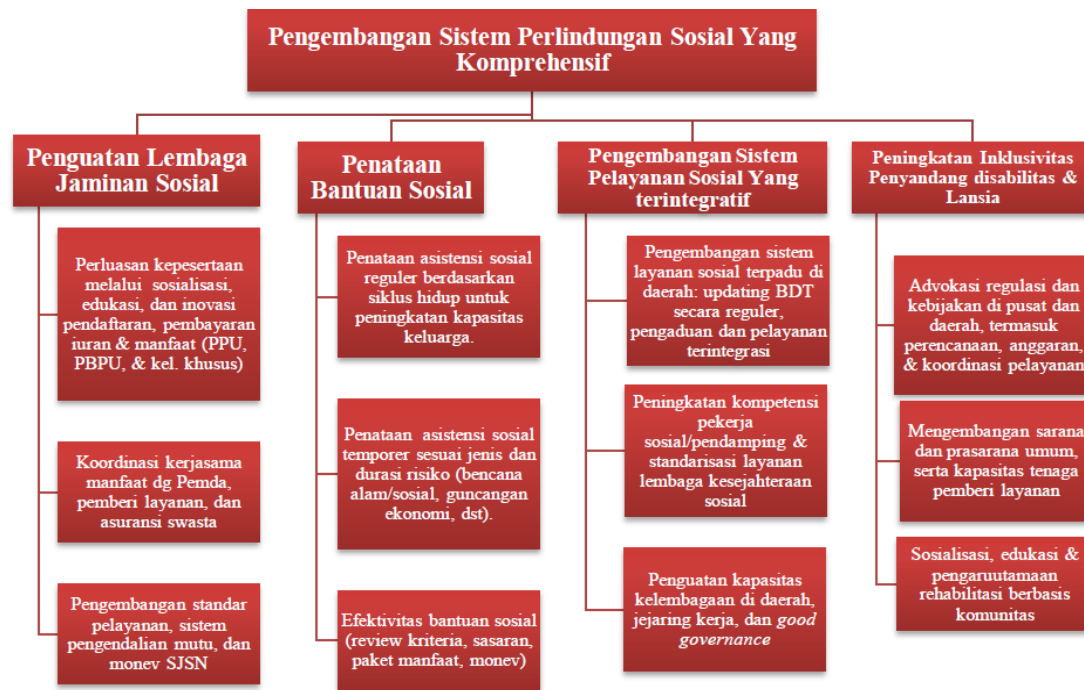 Pengembangan Sistem Perlindungan Sosial Yang
Komprehensif
Penguatan Lembaga
Jaminan Sosial
Perluasan kepesertaan
melalui sosialisasi,
edukasi, dan inovasi
pendaftaran, pembayaran
iuran & manfaat (PPU,
PBPU, & kel. khusus)
Koordinasi kerjasama
manfaat dg Pemda,
pemberi layanan, dan
asuransi swasta
Pengembangan standar
pelayanan, sistem
pengendalian mutu, dan
monev SJSN
Penataan
Bantuan Sosial
Penataan asistensi sosial
reguler berdasarkan
siklus hidup untuk
peningkatan kapasitas
keluarga.
Penataan asistensi sosial
temporer sesuai jenis dan
durasi risiko (bencana
alam/sosial, guncangan
ekonomi, dst).
Efektivitas bantuan sosial
(review kriteria, sasaran,
paket manfaat, monev)
Pengembangan Sistem
Pelayanan Sosial Yang
terintegratif
Pengembangan sistem
layanan sosial terpadu di
daerah: updating BDT
secara reguler,
pengaduan dan pelayanan
terintegrasi
Peningkatan kompetensi
pekerja
sosial/pendamping &
standarisasi layanan
lembaga kesejahteraan
sosial
Penguatan kapasitas
kelembagaan di daerah,
jejaring kerja, dan good
governance
Peningkatan Inklusivitas
Penyandang disabilitas &
Lansia
Advokasi regulasi dan
kebijakan di pusat dan
daerah, termasuk
perencanaan, anggaran,
& koordinasi pelayanan
Mengembangan sarana
dan prasarana umum,
serta kapasitas tenaga
pemberi layanan
Sosialisasi, edukasi &
pengaruutamaan
rehabilitasi berbasis
komunitas